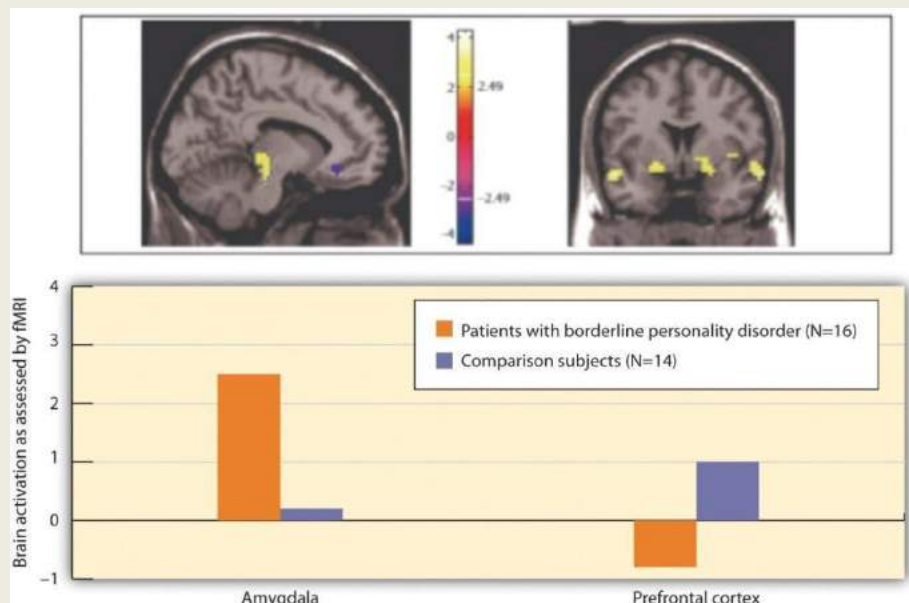 4
2
2.49
0
-2
-2.49
-4
Brain activation as assessed by fMRI
4
3
2
1
0
-1
Patients with borderline personality disorder (N=16)
Comparison subjects (N=14)
Amygdala
Prefrontal cortex